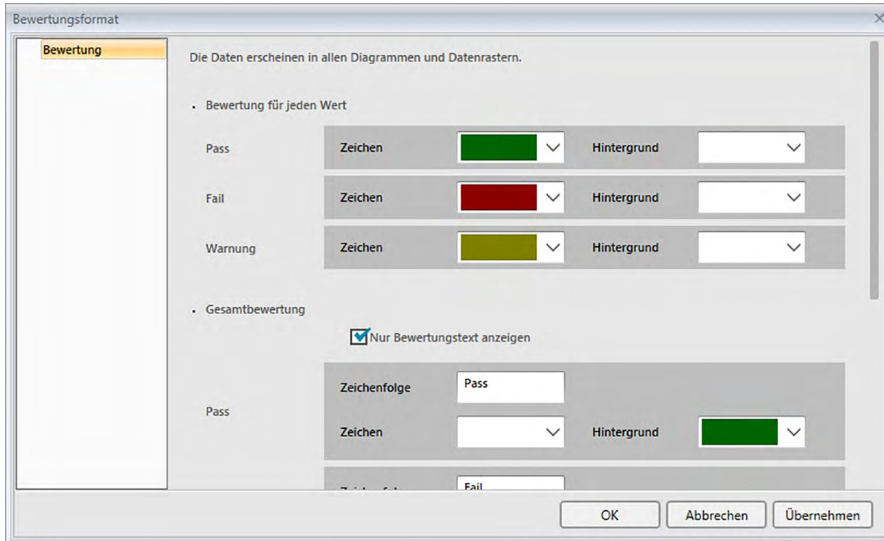 Bewertungsformat
Bewertung
Die Daten erscheinen in allen Diagrammen und Datenrastern.
• Bewertung für jeden Wert
Pass Zeichen Hintergrund
Fail Zeichen Hintergrund
Warnung Zeichen Hintergrund
• Gesamtbewertung
Nur Bewertungstext anzeigen
Zeichenfolge Pass
Pass
Zeichen Hintergrund
Fail
OK Abbrechen Übernehmen